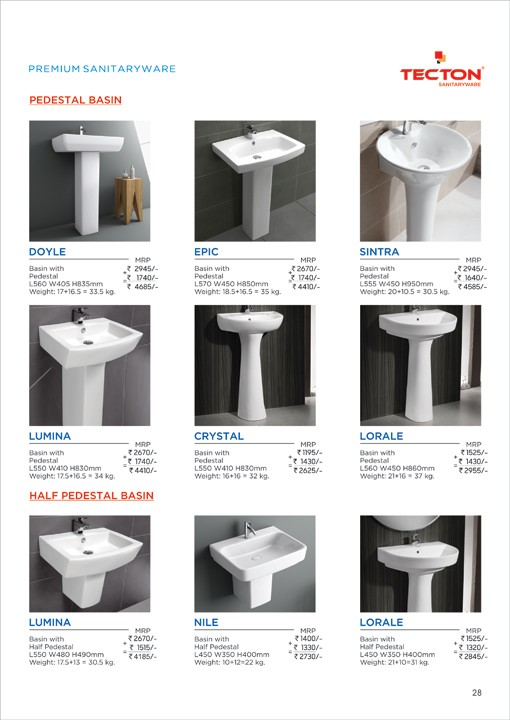 PREMIUM SANITARYWARE
TECTON
SANITARYWARE
PEDESTAL BASIN
DOYLE
MRP
Basin with ₹ 2945/-
Pedestal + ₹ 1740/-
L560 W405 H835mm = ₹ 4685/-
Weight: 17+16.5 = 33.5 kg.
EPIC
MRP
Basin with ₹2670/-
Pedestal + ₹ 1740/-
L570 W450 H850mm = ₹4410/-
Weight: 18.5+16.5 = 35 kg.
SINTRA
MRP
Basin with ₹2945/-
Pedestal + ₹ 1640/-
L555 W450 H950mm = ₹4585/-
Weight: 20+10.5 = 30.5 kg.
LUMINA
MRP
Basin with ₹2670/-
Pedestal + ₹ 1740/-
L550 W410 H830mm = ₹4410/-
Weight: 17.5+16.5 = 34 kg.
CRYSTAL
MRP
Basin with ₹1195/-
Pedestal + ₹ 1430/-
L550 W410 H830mm = ₹2625/-
Weight: 16+16 = 32 kg.
LORALE
MRP
Basin with ₹1525/-
Pedestal + ₹ 1430/-
L560 W450 H860mm = ₹2955/-
Weight: 21+16 = 37 kg.
HALF PEDESTAL BASIN
LUMINA
MRP
Basin with ₹2670/-
Half Pedestal + ₹ 1515/-
L550 W480 H490mm = ₹4185/-
Weight: 17.5+13 = 30.5 kg.
NILE
MRP
Basin with ₹1400/-
Half Pedestal + ₹ 1330/-
L450 W350 H400mm = ₹2730/-
Weight: 10+12=22 kg.
LORALE
MRP
Basin with ₹1525/-
Half Pedestal + ₹ 1320/-
L450 W350 H400mm = ₹2845/-
Weight: 21+10=31 kg.
28